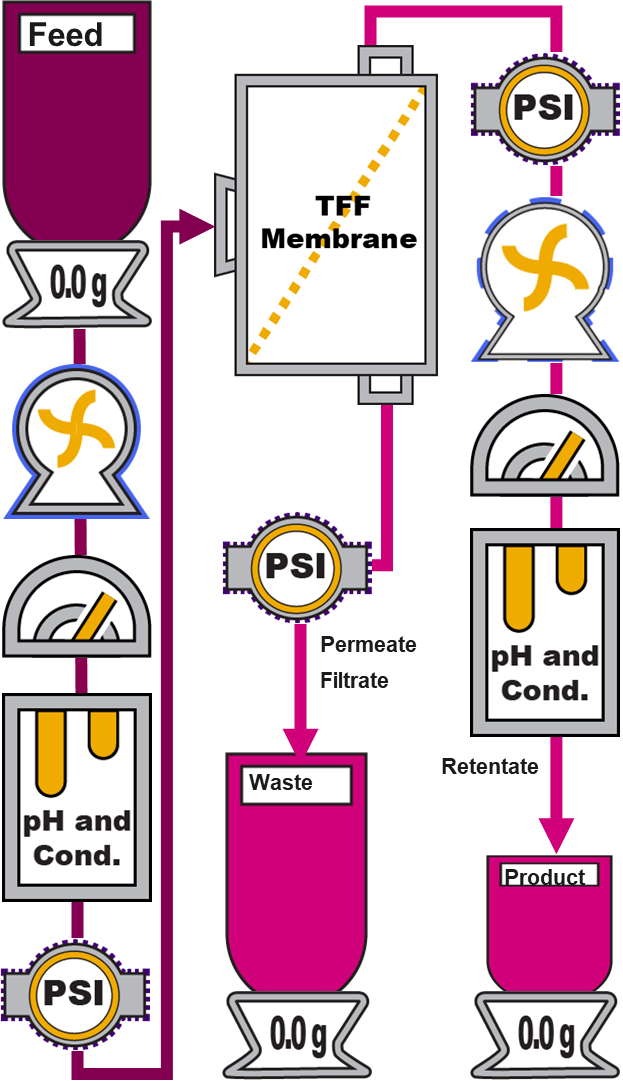 Feed
0.0 g
pH and
Cond.
PSI
TFF
Membrane
PSI
Permeate
Filtrate
Waste
0.0 g
PSI
pH and
Cond.
Retentate
Product
0.0 g